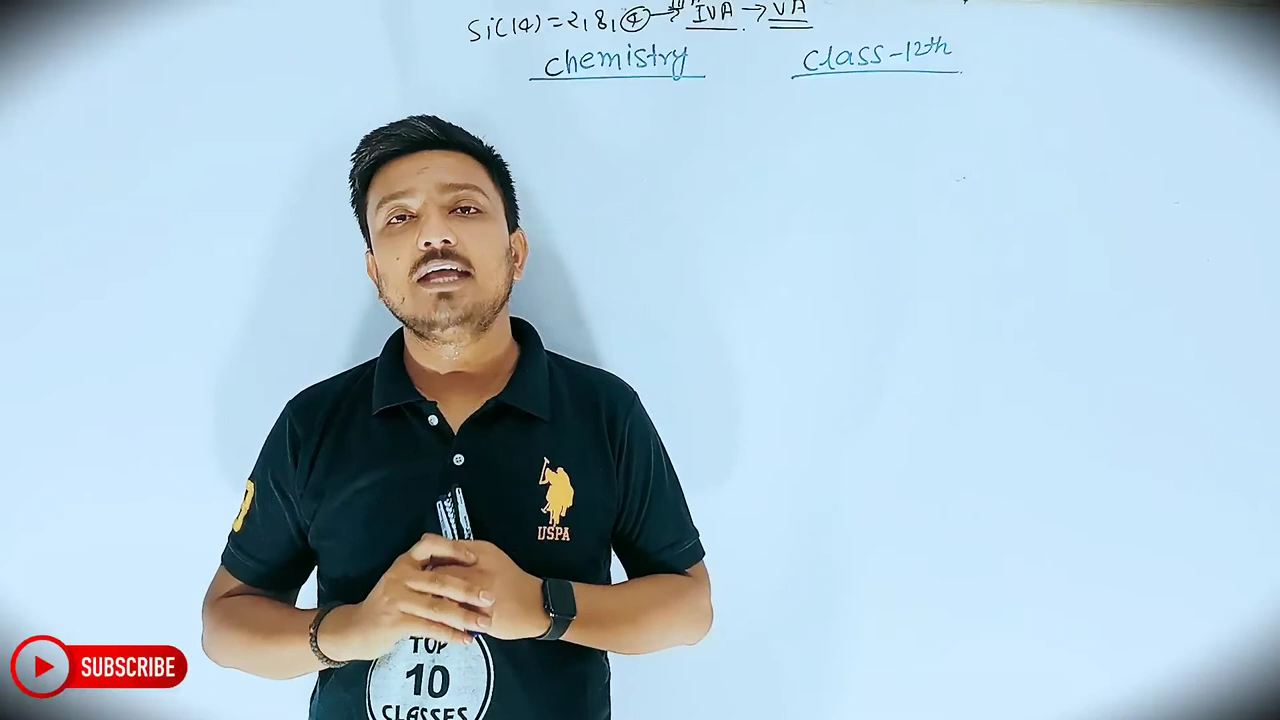 Si(14) = 2, 8, 4 → IVA → VA
Chemistry
Class-12th
USPA
TOP
10
CLASSES
SUBSCRIBE